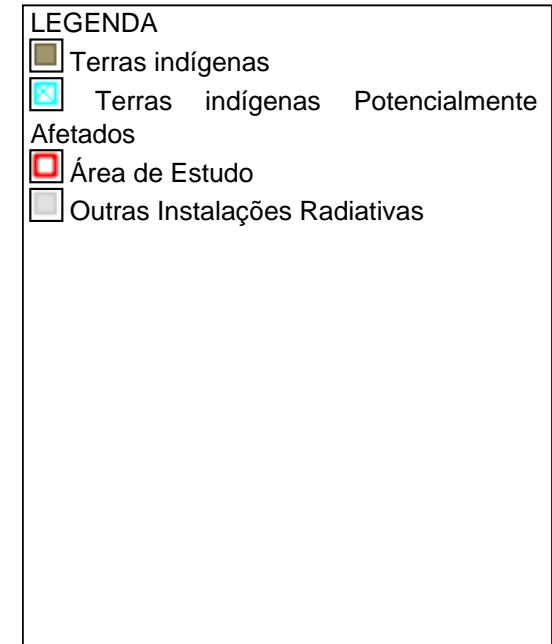 LEGENDA
Terras indígenas
Terras indígenas Potencialmente
Afetados
Área de Estudo
Outras Instalações Radiativas